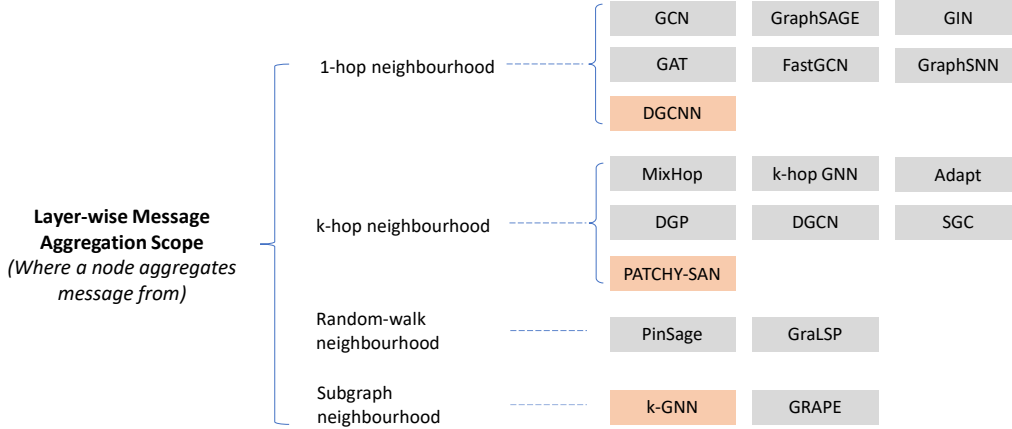 Layer-wise Message
Aggregation Scope
(Where a node aggregates
message from)
1-hop neighbourhood
GCN
GraphSAGE
GIN
GAT
FastGCN
GraphSNN
DGCNN
k-hop neighbourhood
MixHop
k-hop GNN
Adapt
DGP
DGCN
SGC
PATCHY-SAN
Random-walk
neighbourhood
PinSage
GraLSP
Subgraph
neighbourhood
k-GNN
GRAPE